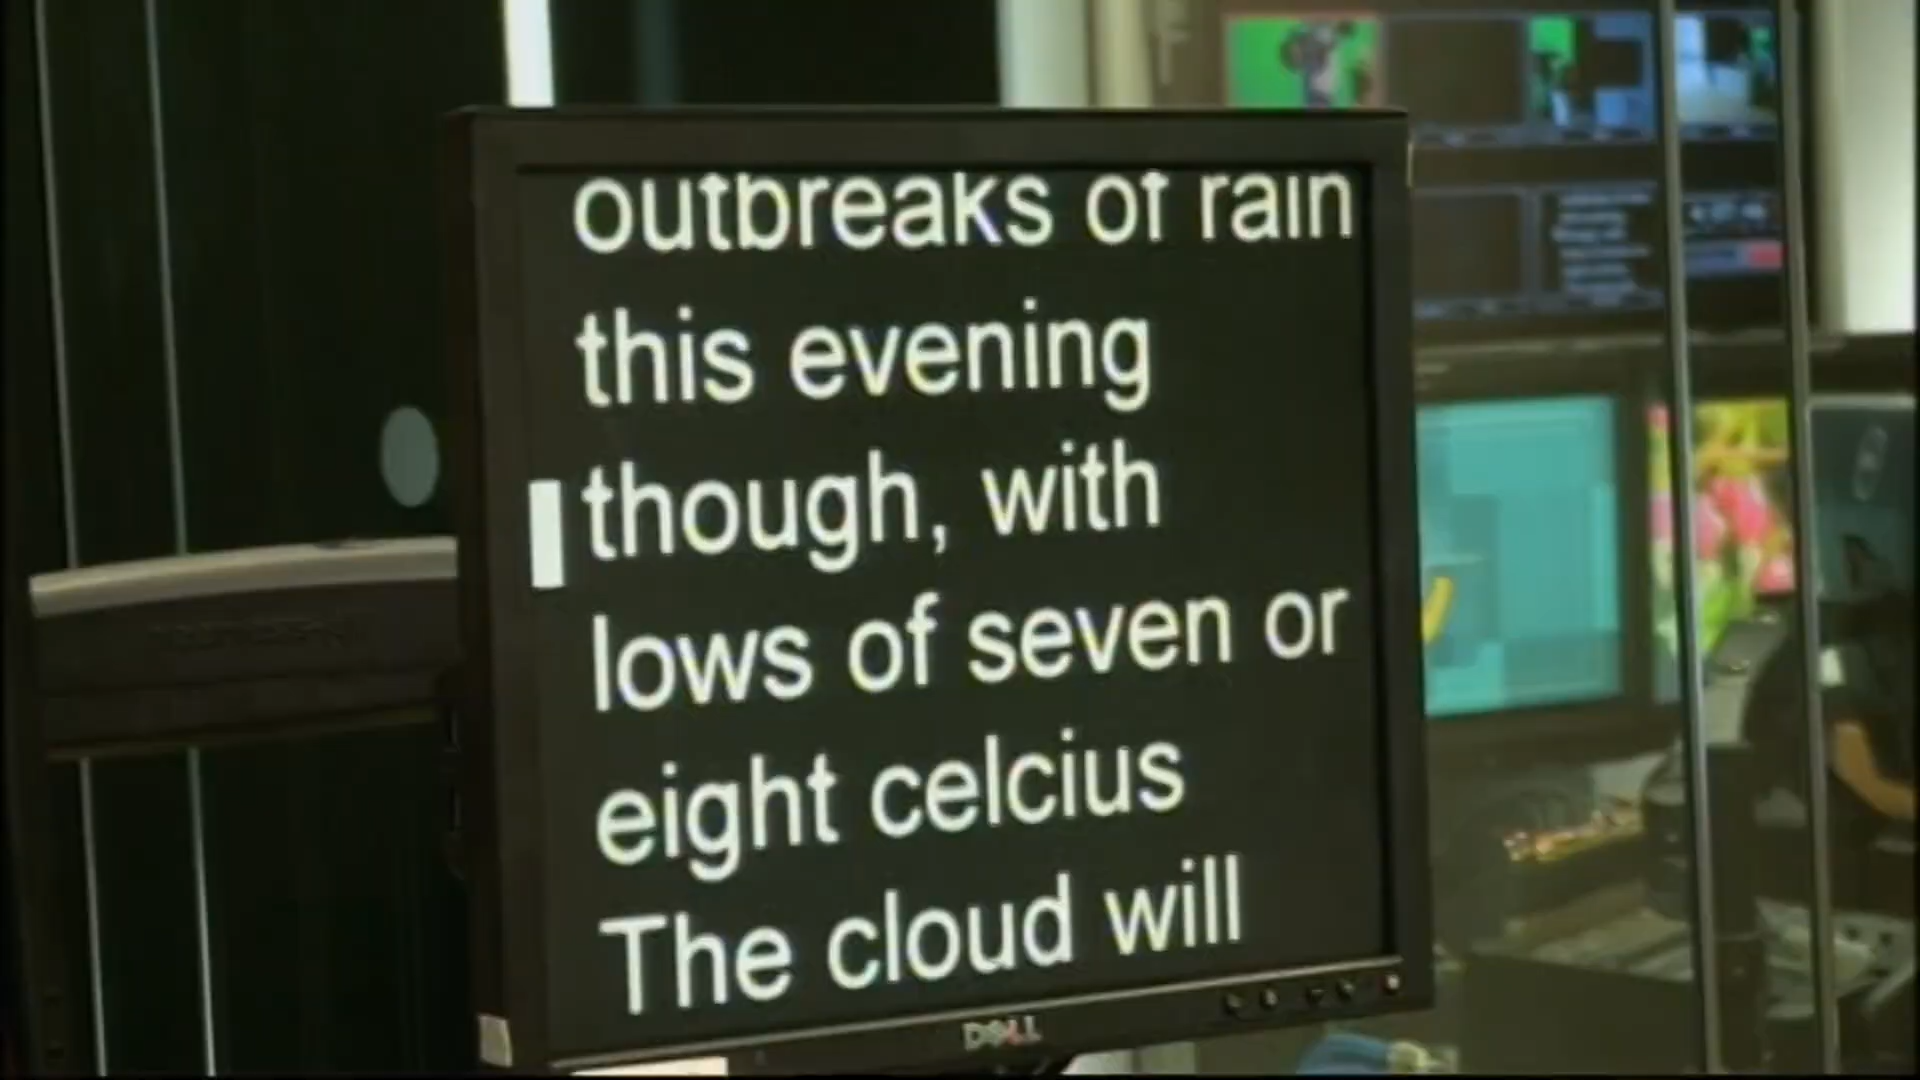 outbreaks of rain
this evening
though, with
lows of seven or
eight celcius
The cloud will
DELL